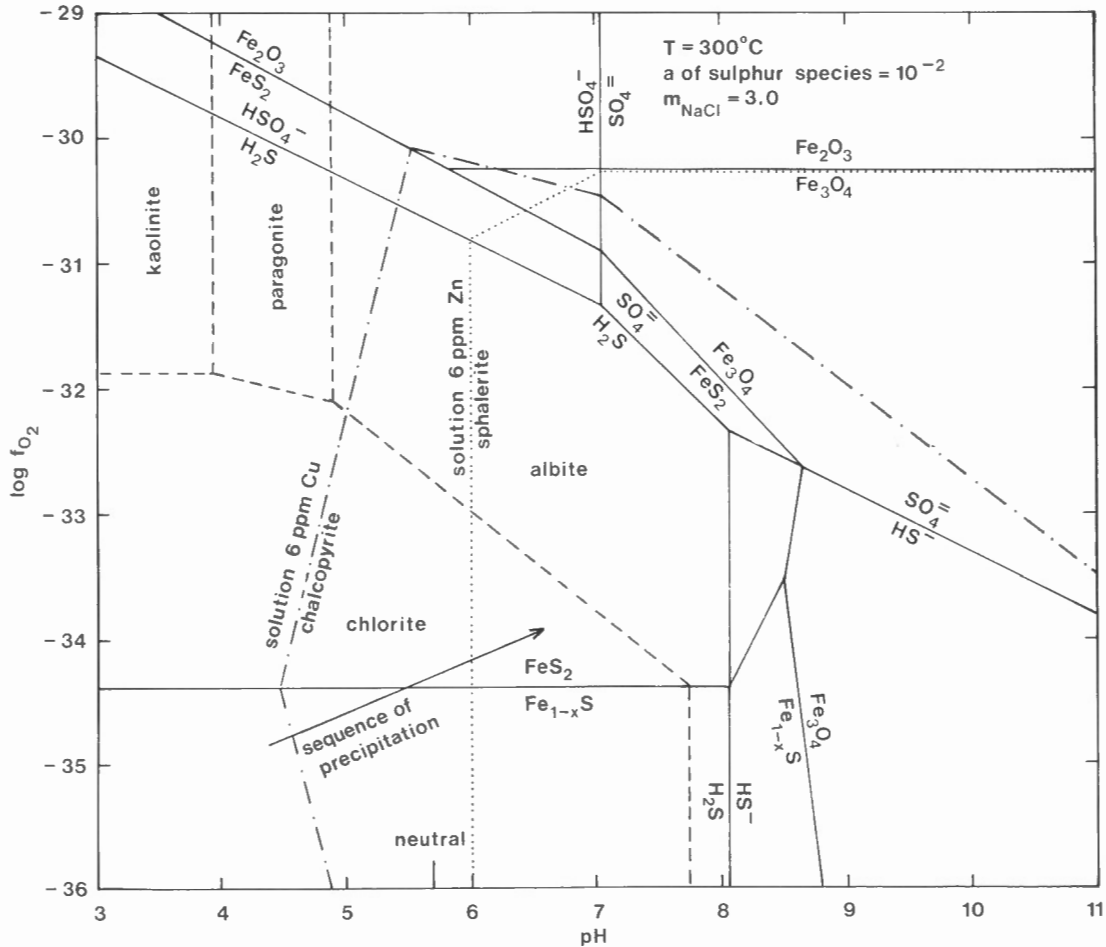 -29
-30
-31
-32
-33
-34
-35
-36
log fO2
3
4
5
6
7
8
9
10
11
pH
T = 300°C
a of sulphur species = 10-2
mNaCl = 3.0
Fe2O3
FeS2
HSO4-
H2S
HSO4-
SO4=
Fe2O3
Fe3O4
kaolinite
paragonite
solution 6 ppm Zn
sphalerite
SO4=
H2S
Fe3O4
FeS2
albite
SO4=
HS-
solution 6 ppm Cu
chalcopyrite
chlorite
FeS2
Fe1-xS
sequence of
precipitation
neutral
H2S
HS-
Fe3O4
Fe1-xS